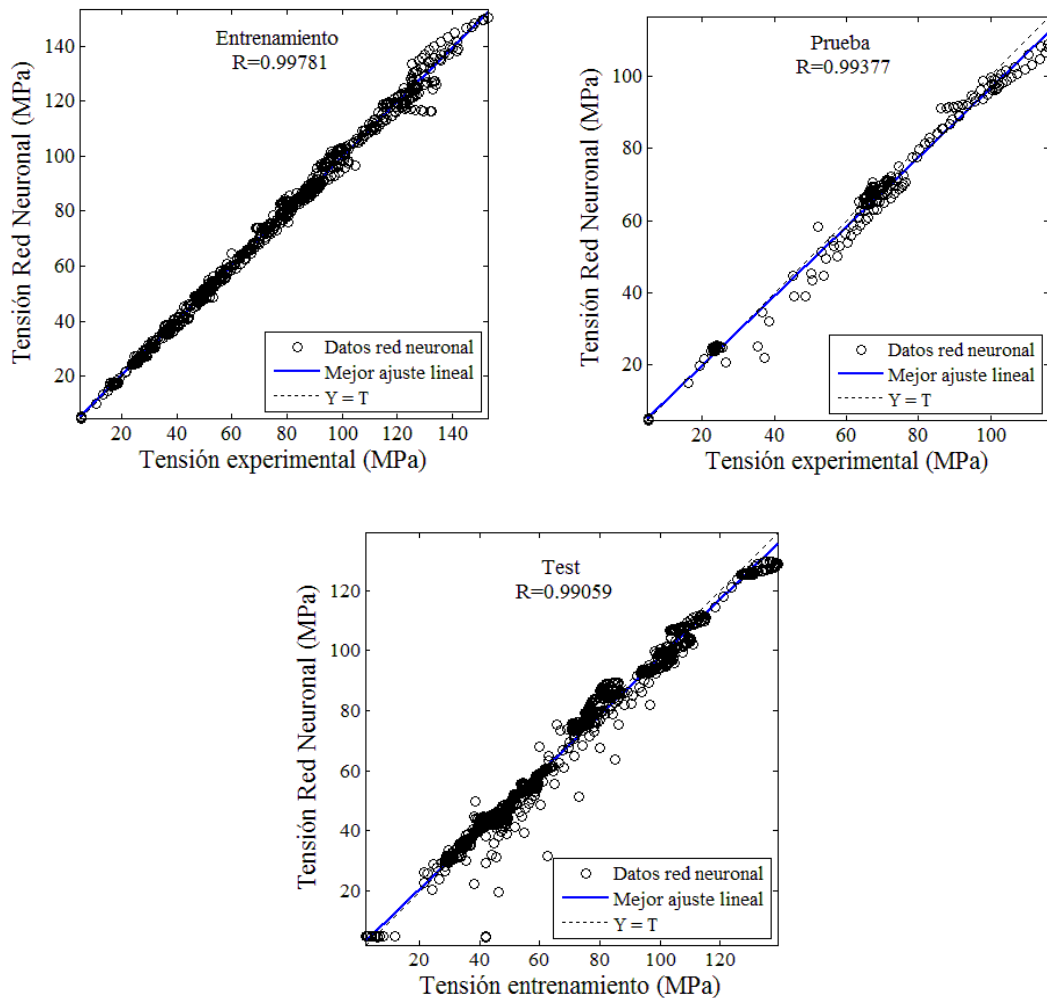 Entrenamiento
R=0.99781
Tensión Red Neuronal (MPa)
140
120
100
80
60
40
20
Datos red neuronal
Mejor ajuste lineal
Y = T
20 40 60 80 100 120 140
Tensión experimental (MPa)
Prueba
R=0.99377
Tensión Red Neuronal (MPa)
100
80
60
40
20
Datos red neuronal
Mejor ajuste lineal
Y = T
20 40 60 80 100
Tensión experimental (MPa)
Test
R=0.99059
Tensión Red Neuronal (MPa)
120
100
80
60
40
20
Datos red neuronal
Mejor ajuste lineal
Y = T
20 40 60 80 100 120
Tensión entrenamiento (MPa)